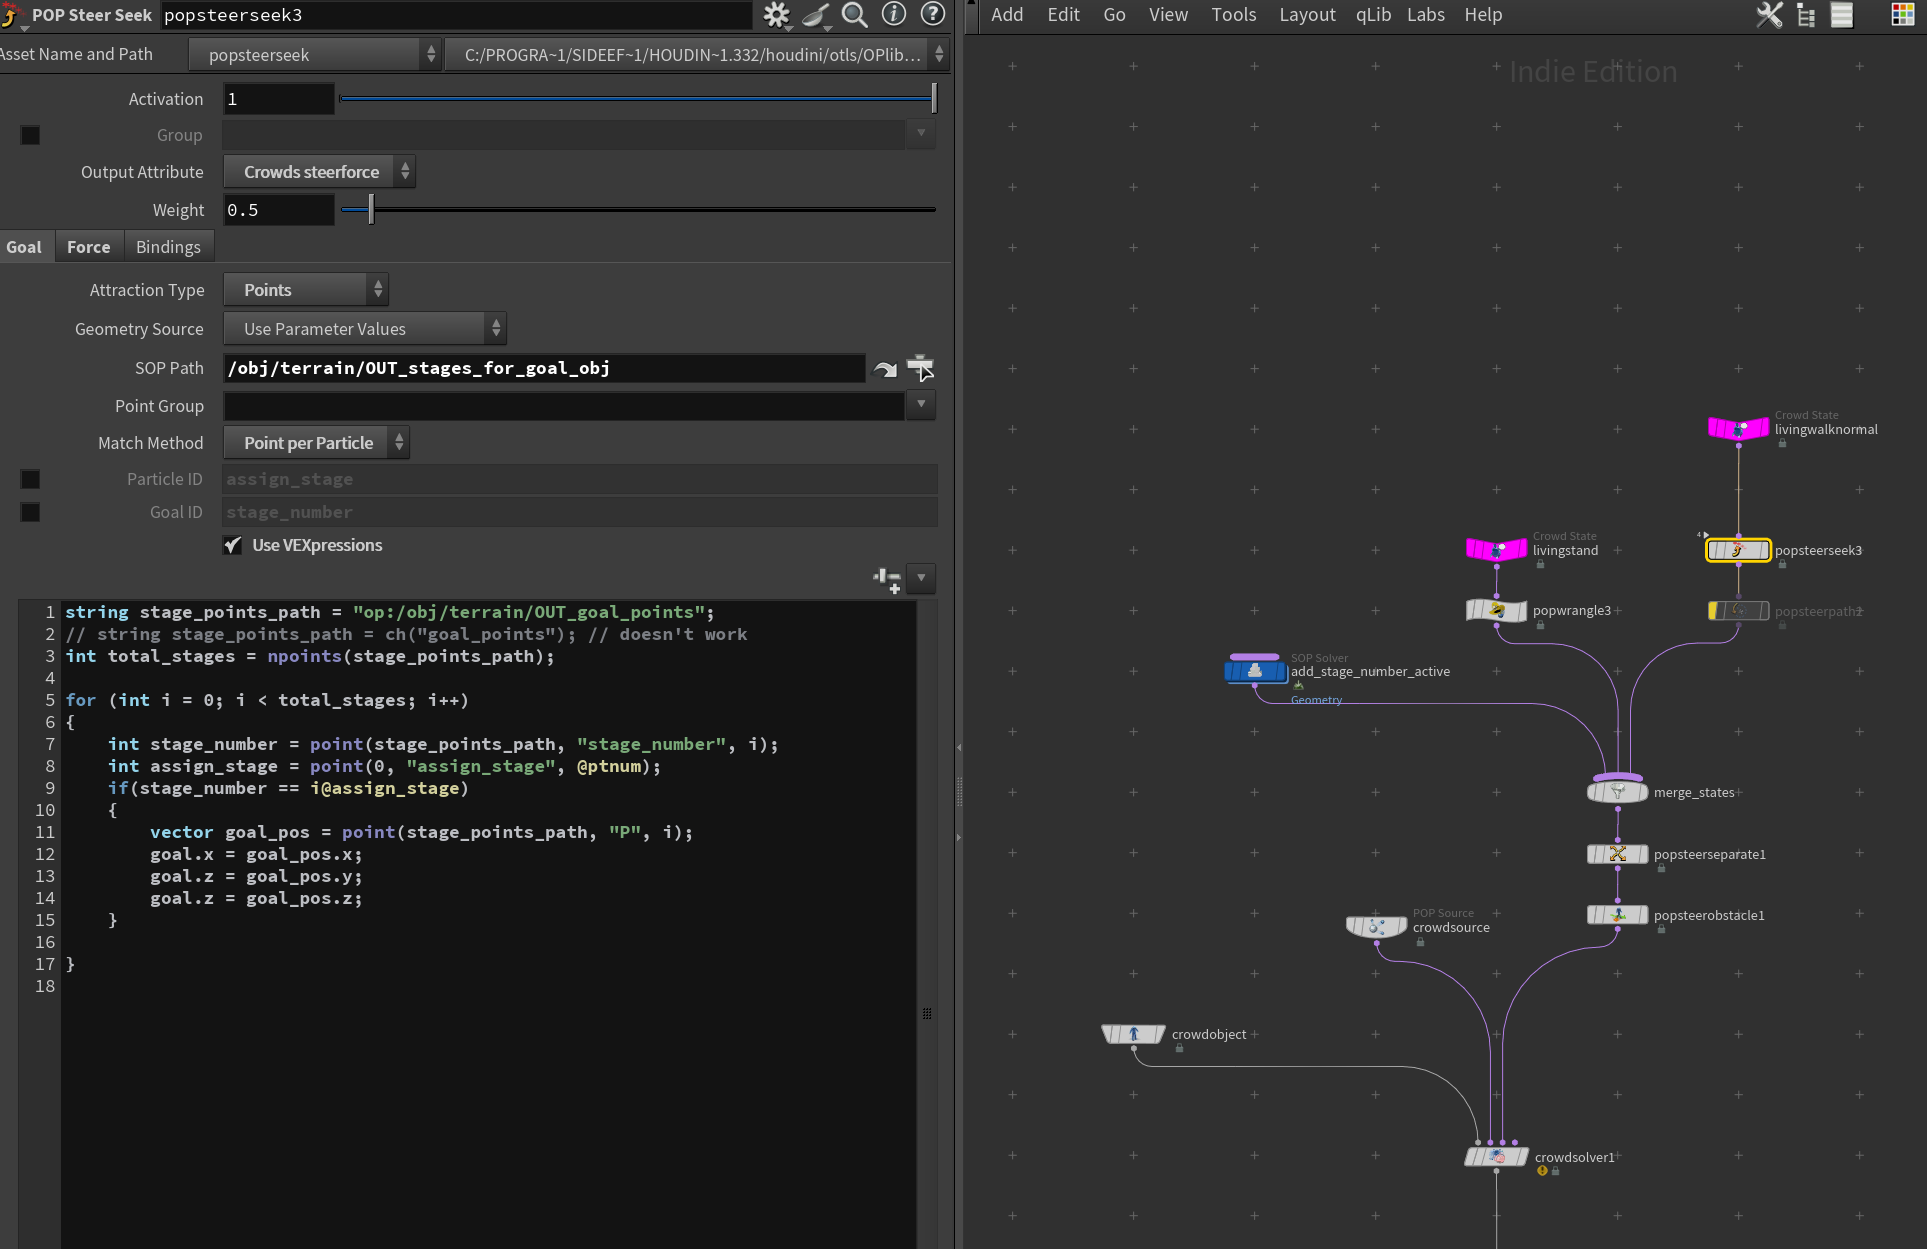 POP Steer Seek popsteerseek3
Asset Name and Path popsteerseek C:/PROGRA~1/SIDEEF~1/HOUDIN~1.332/houdini/otls/OPlib...
Activation 1
Group
Output Attribute Crowds steerforce
Weight 0.5
Goal Force Bindings
Attraction Type Points
Geometry Source Use Parameter Values
SOP Path /obj/terrain/OUT_stages_for_goal_obj
Point Group
Match Method Point per Particle
Particle ID assign_stage
Goal ID stage_number
Use VEXpressions
1 string stage_points_path = "op:/obj/terrain/OUT_goal_points";
2 // string stage_points_path = ch("goal_points"); // doesn't work
3 int total_stages = npoints(stage_points_path);
4
5 for (int i = 0; i < total_stages; i++)
6 {
7     int stage_number = point(stage_points_path, "stage_number", i);
8     int assign_stage = point(0, "assign_stage", @ptnum);
9     if(stage_number == i@assign_stage)
10     {
11         vector goal_pos = point(stage_points_path, "P", i);
12         goal.x = goal_pos.x;
13         goal.z = goal_pos.y;
14         goal.z = goal_pos.z;
15     }
16
17 }
18
Add Edit Go View Tools Layout qLib Labs Help
Indie Edition
Crowd State
livingwalknormal
Crowd State
livingstand
4
popsteerseek3
popwrangle3
popsteerpath2
SOP Solver
add_stage_number_active
Geometry
merge_states
popsteerseparate1
POP Source
crowdsource
popsteerobstacle1
crowdobject
crowdsolver1